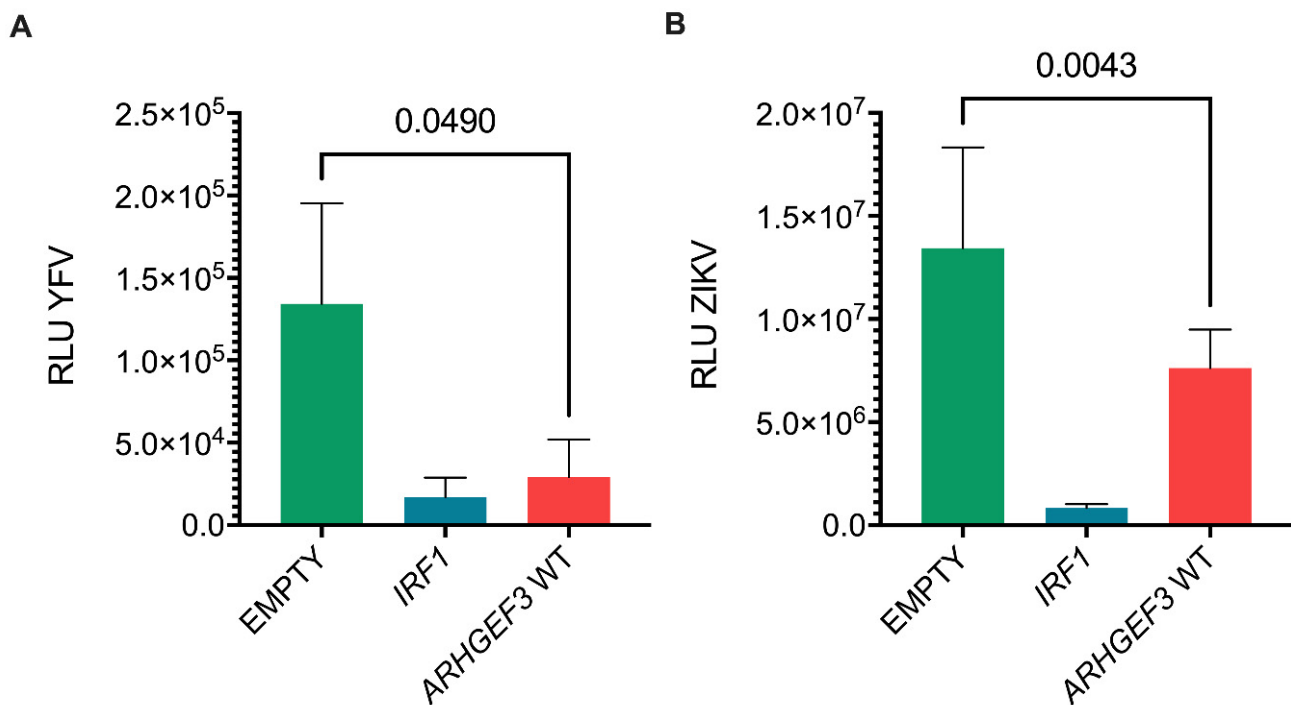 A
0.0490
2.5×10⁵
2.0×10⁵
1.5×10⁵
1.0×10⁵
5.0×10⁴
0.0
RLU YFV
EMPTY
IRF1
ARHGEF3 WT
B
0.0043
2.0×10⁷
1.5×10⁷
1.0×10⁷
5.0×10⁶
0.0
RLU ZIKV
EMPTY
IRF1
ARHGEF3 WT